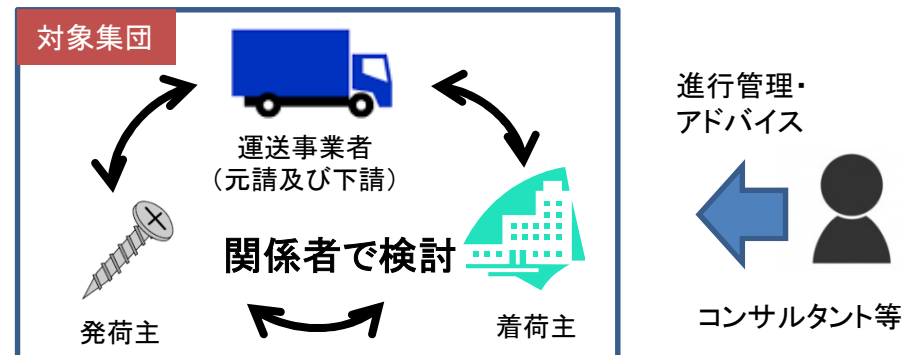 対象集団
運送事業者
（元請及び下請）
関係者で検討
発荷主
着荷主
進行管理・
アドバイス
コンサルタント等